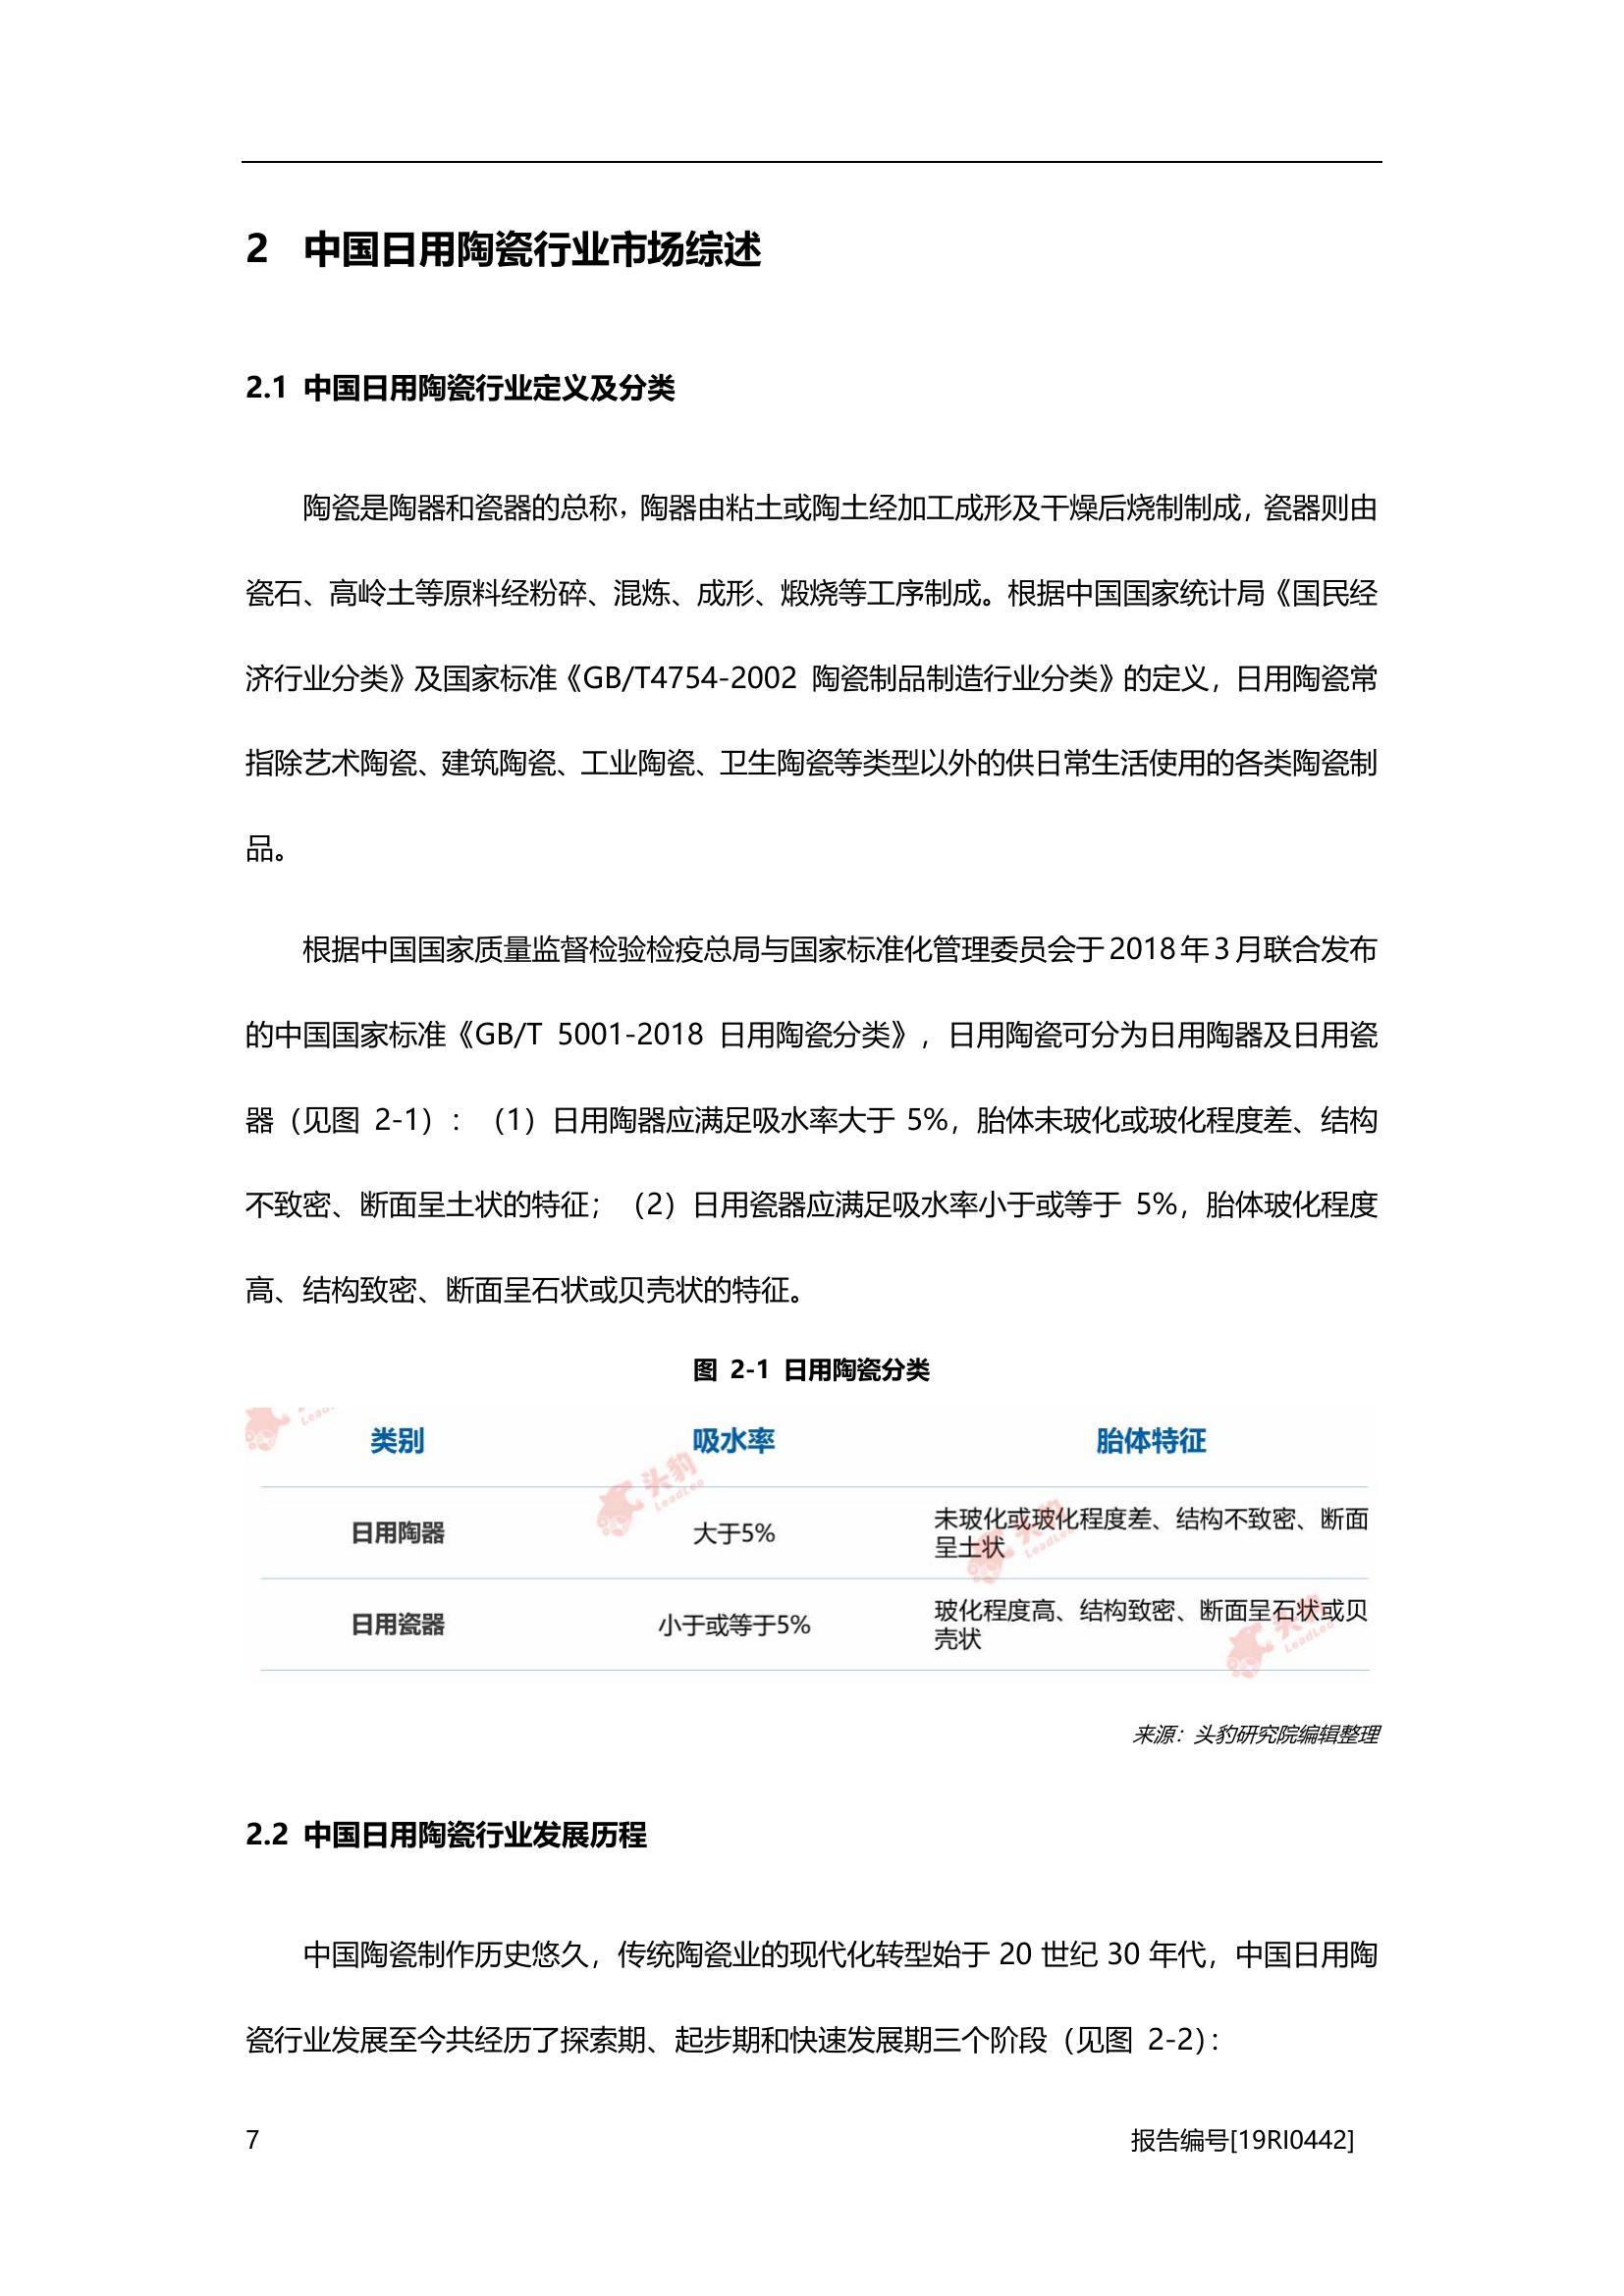 2 中国日用陶瓷行业市场综述
2.1 中国日用陶瓷行业定义及分类
陶瓷是陶器和瓷器的总称，陶器由粘土或陶土经加工成形及干燥后烧制制成，瓷器则由
瓷石、高岭土等原料经粉碎、混炼、成形、煅烧等工序制成。根据中国国家统计局《国民经
济行业分类》及国家标准《GB/T4754-2002 陶瓷制品制造行业分类》的定义，日用陶瓷常
指除艺术陶瓷、建筑陶瓷、工业陶瓷、卫生陶瓷等类型以外的供日常生活使用的各类陶瓷制
品。
根据中国国家质量监督检验检疫总局与国家标准化管理委员会于2018年3月联合发布
的中国国家标准《GB/T 5001-2018 日用陶瓷分类》，日用陶瓷可分为日用陶器及日用瓷
器（见图 2-1）：（1）日用陶器应满足吸水率大于 5%，胎体未玻化或玻化程度差、结构
不致密、断面呈土状的特征；（2）日用瓷器应满足吸水率小于或等于 5%，胎体玻化程度
高、结构致密、断面呈石状或贝壳状的特征。
图 2-1 日用陶瓷分类
类别 吸水率 胎体特征
日用陶器 大于5% 未玻化或玻化程度差、结构不致密、断面
呈土状
日用瓷器 小于或等于5% 玻化程度高、结构致密、断面呈石状或贝
壳状
头豹
LeadLeo
头豹
LeadLeo
头豹
LeadLeo
来源：头豹研究院编辑整理
2.2 中国日用陶瓷行业发展历程
中国陶瓷制作历史悠久，传统陶瓷业的现代化转型始于 20 世纪 30 年代，中国日用陶
瓷行业发展至今共经历了探索期、起步期和快速发展期三个阶段（见图 2-2）：
7 报告编号[19RI0442]